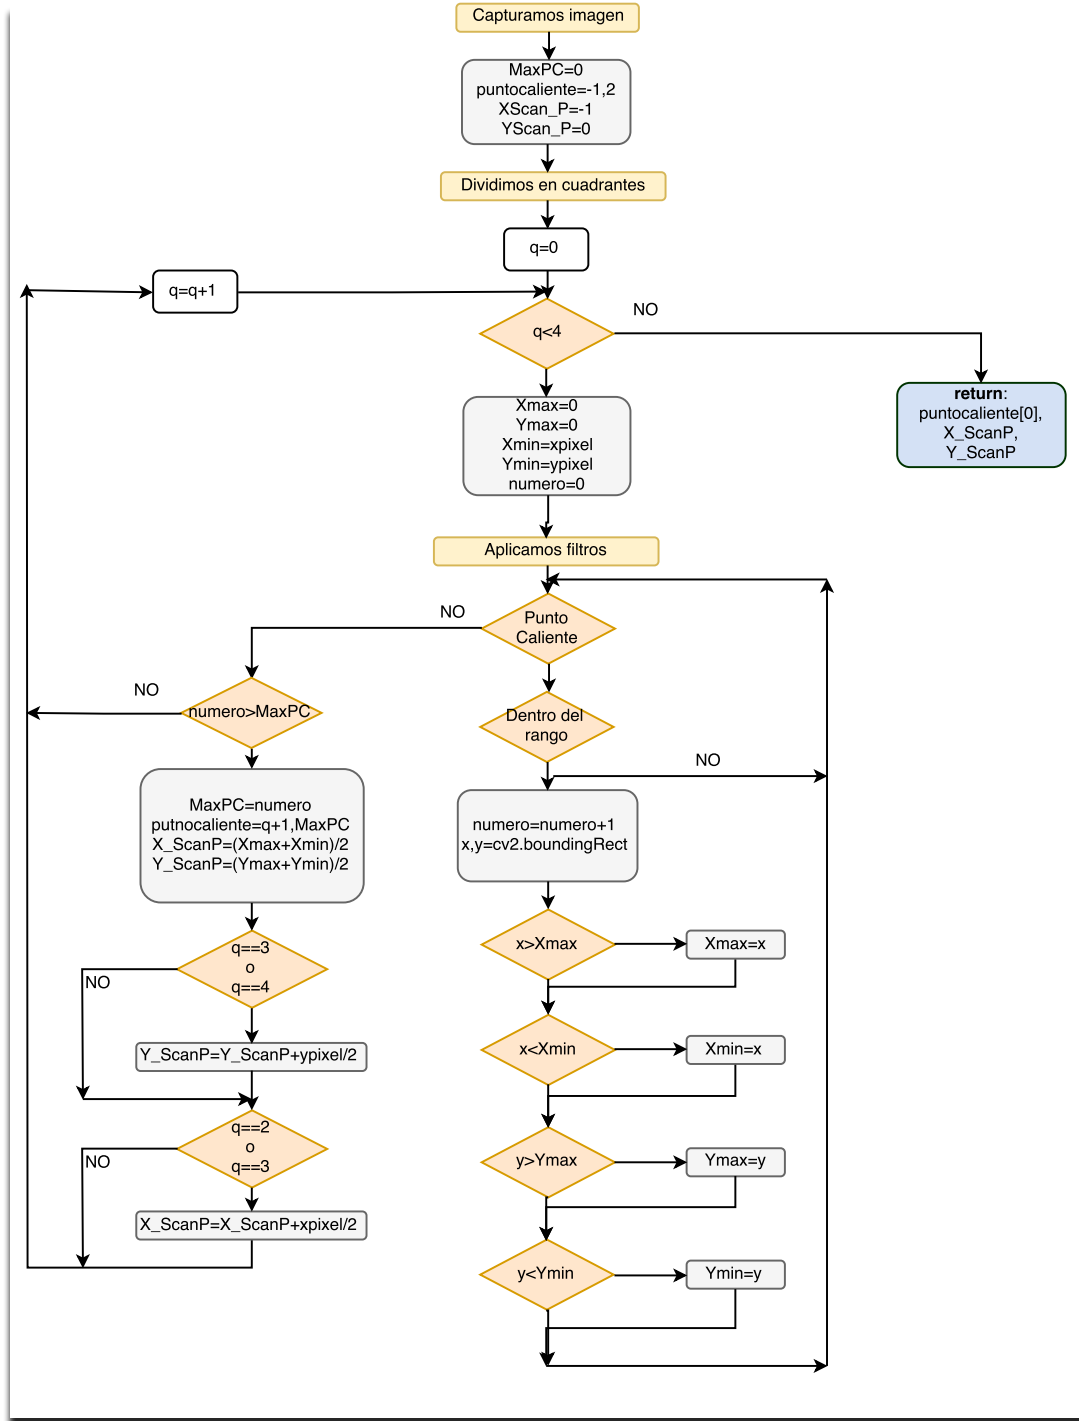 Capturamos imagen
MaxPC=0
puntocaliente=-1,2
XScan_P=-1
YScan_P=0
Dividimos en cuadrantes
q=0
q=q+1
q<4
NO
return:
puntocaliente[0],
X_ScanP,
Y_ScanP
Xmax=0
Ymax=0
Xmin=xpixel
Ymin=ypixel
numero=0
Aplicamos filtros
Punto
Caliente
NO
numero>MaxPC
NO
Dentro del
rango
NO
MaxPC=numero
putnocaliente=q+1,MaxPC
X_ScanP=(Xmax+Xmin)/2
Y_ScanP=(Ymax+Ymin)/2
numero=numero+1
x,y=cv2.boundingRect
q==3
o
q==4
NO
Y_ScanP=Y_ScanP+ypixel/2
q==2
o
q==3
NO
X_ScanP=X_ScanP+xpixel/2
x>Xmax
Xmax=x
x<Xmin
Xmin=x
y>Ymax
Ymax=y
y<Ymin
Ymin=y